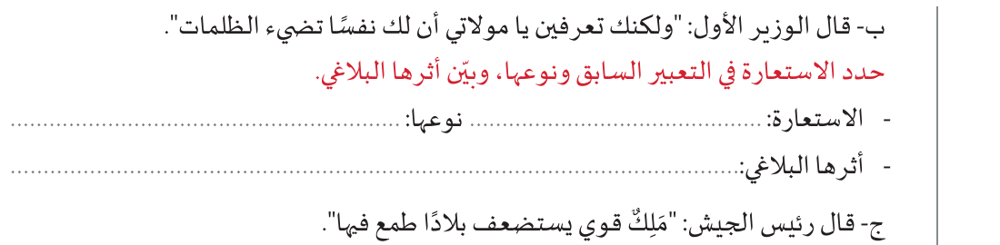 ب- قال الوزير الأول: "ولكنك تعرفين يا مولاتي أن لك نفسًا تضيء الظلمات".
حدد الاستعارة في التعبير السابق ونوعها، وبيّن أثرها البلاغي.
- الاستعارة: ............................................ نوعها: ............................................................
- أثرها البلاغي: ................................................................................................................
ج- قال رئيس الجيش: "مَلِكٌ قوي يستضعف بلادًا طمع فيها".